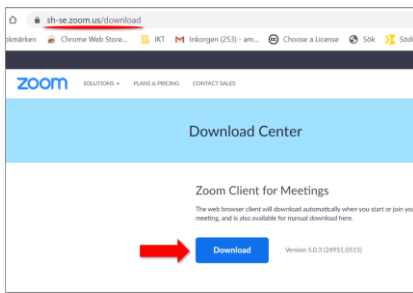 sh-se.zoom.us/download
okmärken Chrome Web Store... IKT Inkorgen (253) - am... Choose a License Sök Söde
zoom SOLUTIONS PLANS & PRICING CONTACT SALES
Download Center
Zoom Client for Meetings
The web browser client will download automatically when you start or join you
meeting, and is also available for manual download here.
Download Version 5.0.3 (24951.0515)